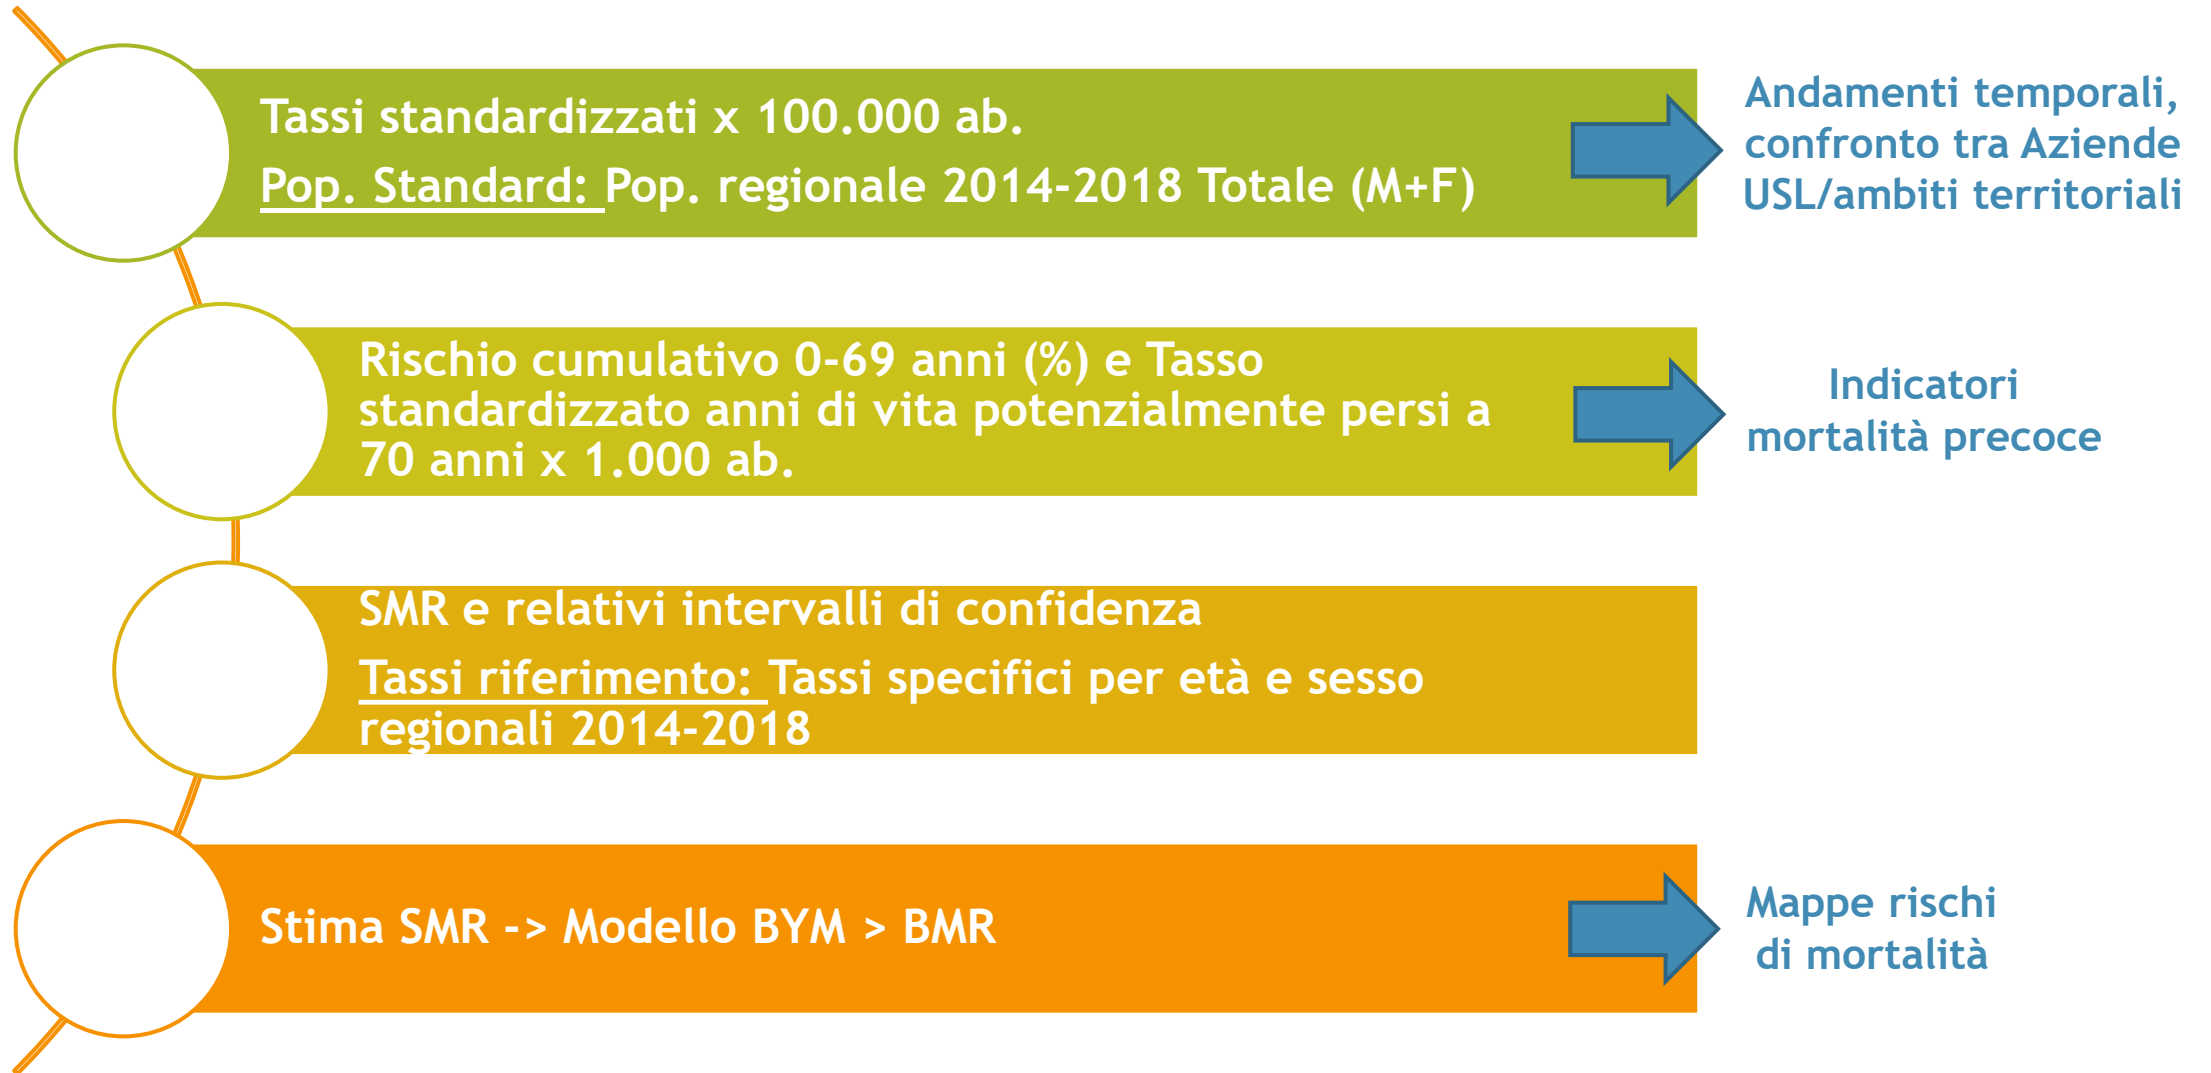 Tassi standardizzati x 100.000 ab.
Pop. Standard: Pop. regionale 2014-2018 Totale (M+F)
Andamenti temporali,
confronto tra Aziende
USL/ambiti territoriali
Rischio cumulativo 0-69 anni (%) e Tasso
standardizzato anni di vita potenzialmente persi a
70 anni x 1.000 ab.
Indicatori
mortalità precoce
SMR e relativi intervalli di confidenza
Tassi riferimento: Tassi specifici per età e sesso
regionali 2014-2018
Stima SMR -> Modello BYM > BMR
Mappe rischi
di mortalità